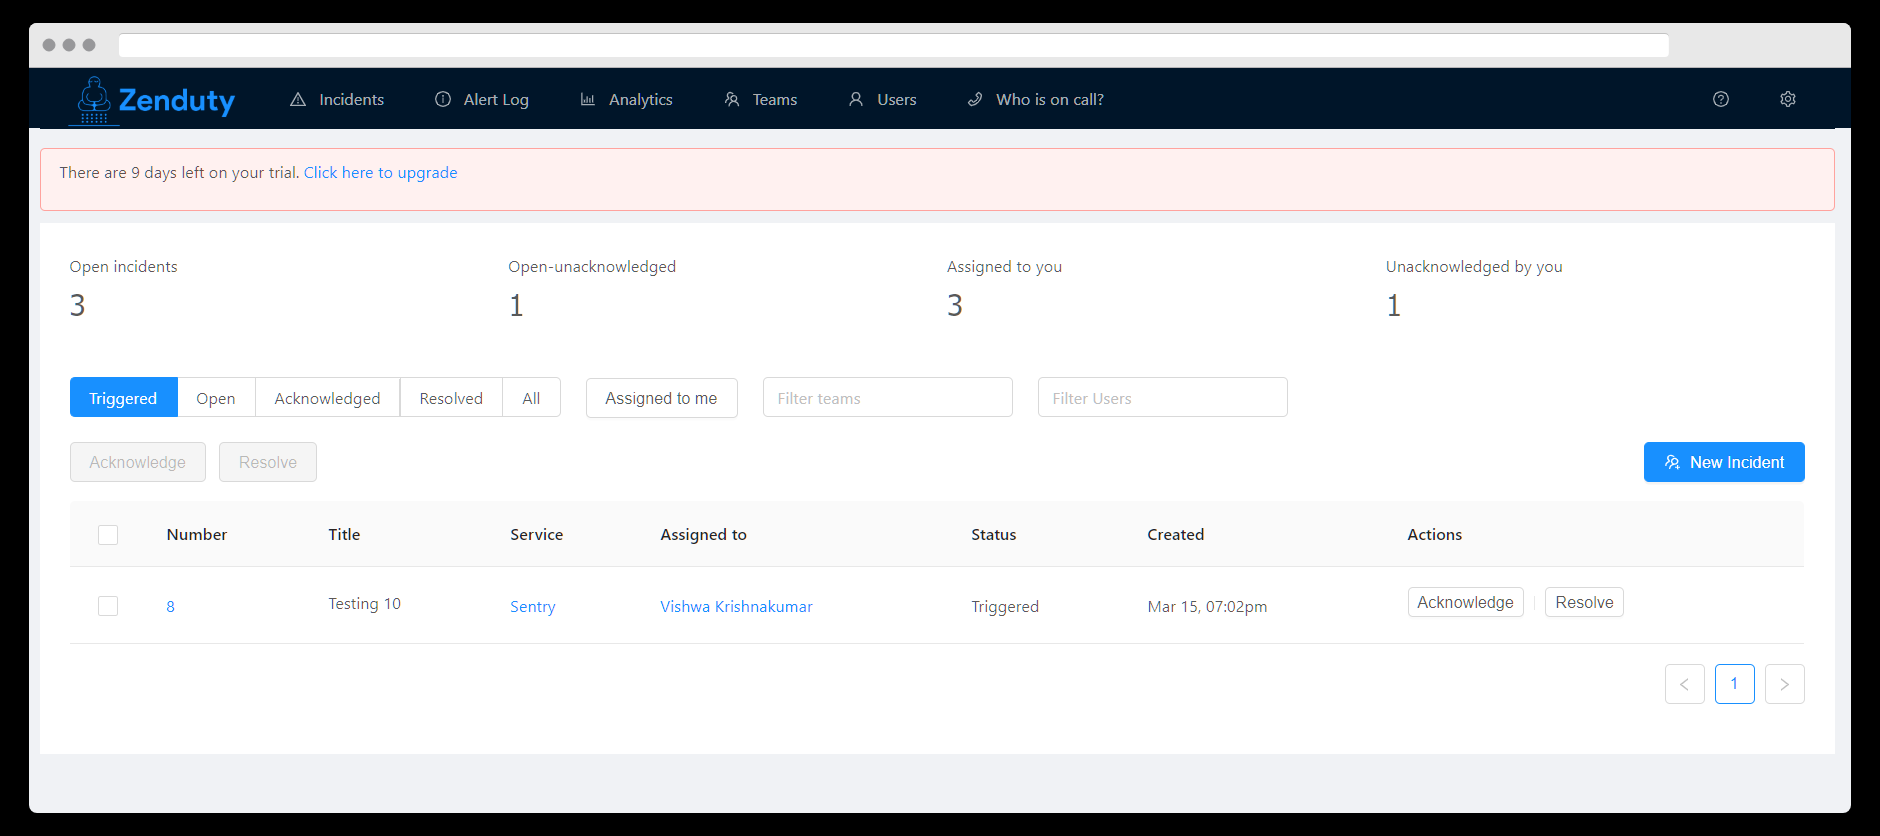 Zenduty Incidents Alert Log Analytics Teams Users Who is on call?
There are 9 days left on your trial. Click here to upgrade
Open incidents Open-unacknowledged Assigned to you Unacknowledged by you
3 1 3 1
Triggered Open Acknowledged Resolved All Assigned to me Filter teams Filter Users
Acknowledge Resolve New Incident
Number Title Service Assigned to Status Created Actions
8 Testing 10 Sentry Vishwa Krishnakumar Triggered Mar 15, 07:02pm Acknowledge Resolve
< 1 >